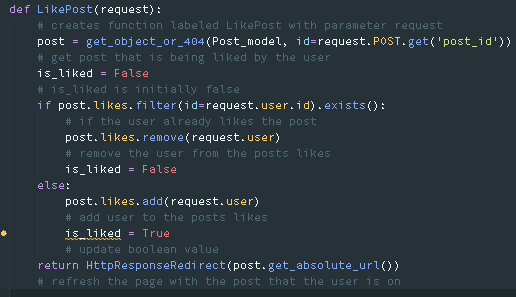 def LikePost(request):
    # creates function labeled LikePost with parameter request
    post = get_object_or_404(Post_model, id=request.POST.get('post_id'))
    # get post that is being liked by the user
    is_liked = False
    # is_liked is initially false
    if post.likes.filter(id=request.user.id).exists():
        # if the user already likes the post
        post.likes.remove(request.user)
        # remove the user from the posts likes
        is_liked = False
    else:
        post.likes.add(request.user)
        # add user to the posts likes
        is_liked = True
        # update boolean value
    return HttpResponseRedirect(post.get_absolute_url())
    # refresh the page with the post that the user is on